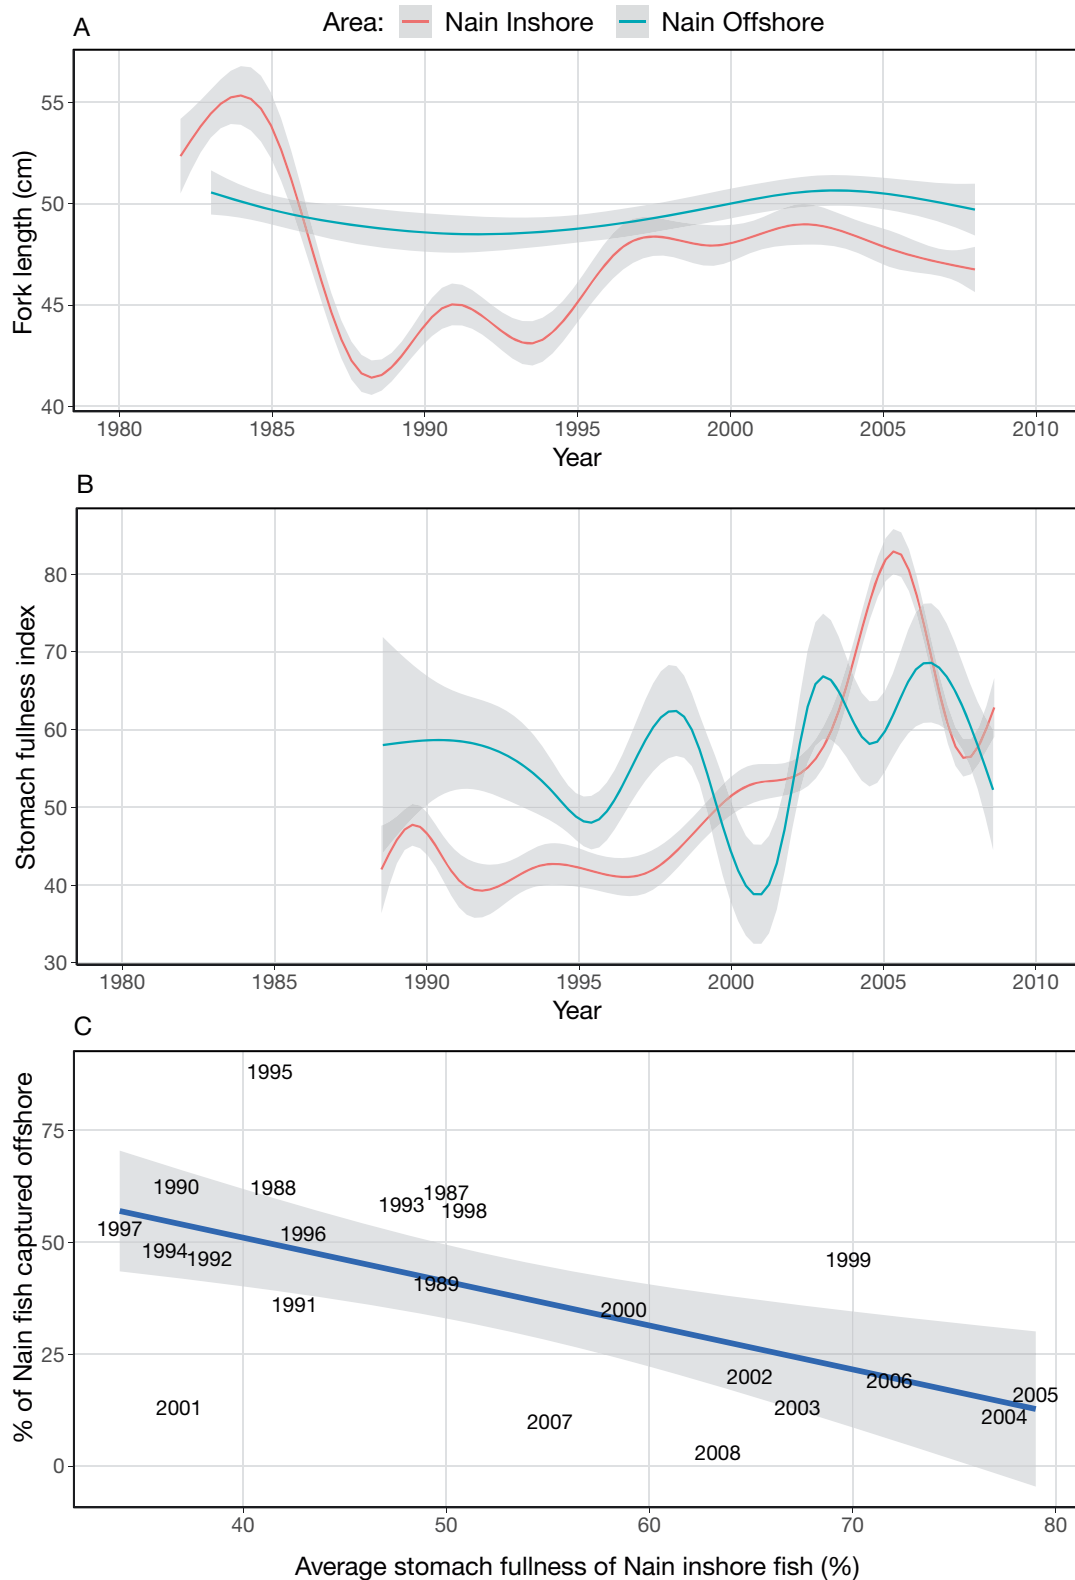 A
Area: Nain Inshore Nain Offshore
Fork length (cm)
55
50
45
40
1980 1985 1990 1995 2000 2005 2010
Year
B
Stomach fullness index
80
70
60
50
40
30
1980 1985 1990 1995 2000 2005 2010
Year
C
% of Nain fish captured offshore
75
50
25
0
1995
1990 1988
1987
1993 1998
1997 1996
1994 1992
1999
1989
1991
2000
2002 2006
2001 2003
2005
2004
2007
2008
40 50 60 70 80
Average stomach fullness of Nain inshore fish (%)